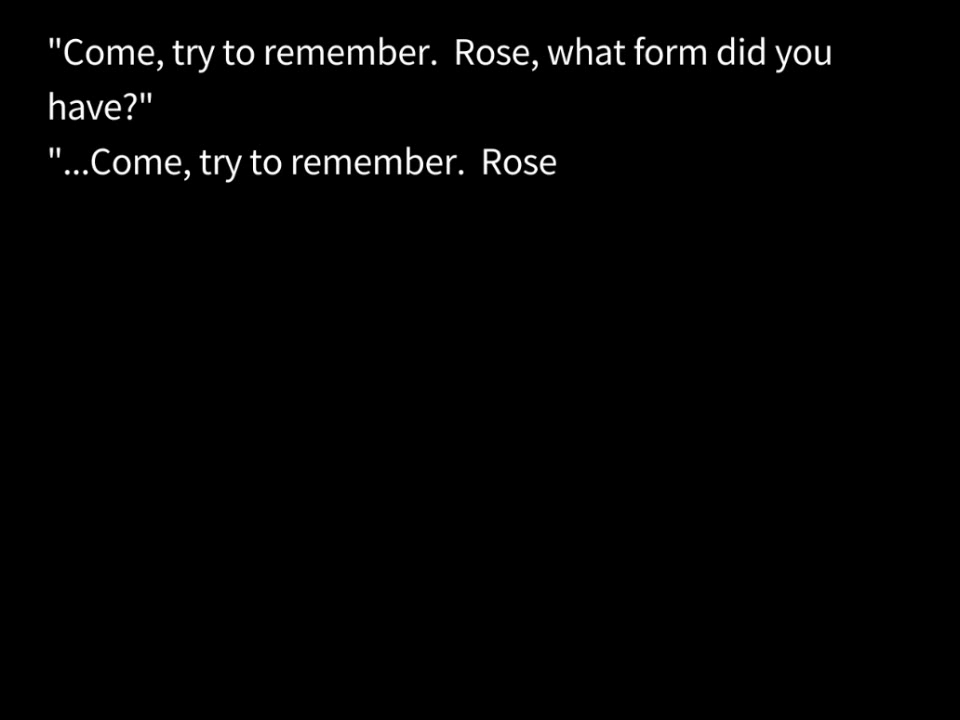 "Come, try to remember.  Rose, what form did you
have?"
"...Come, try to remember.  Rose